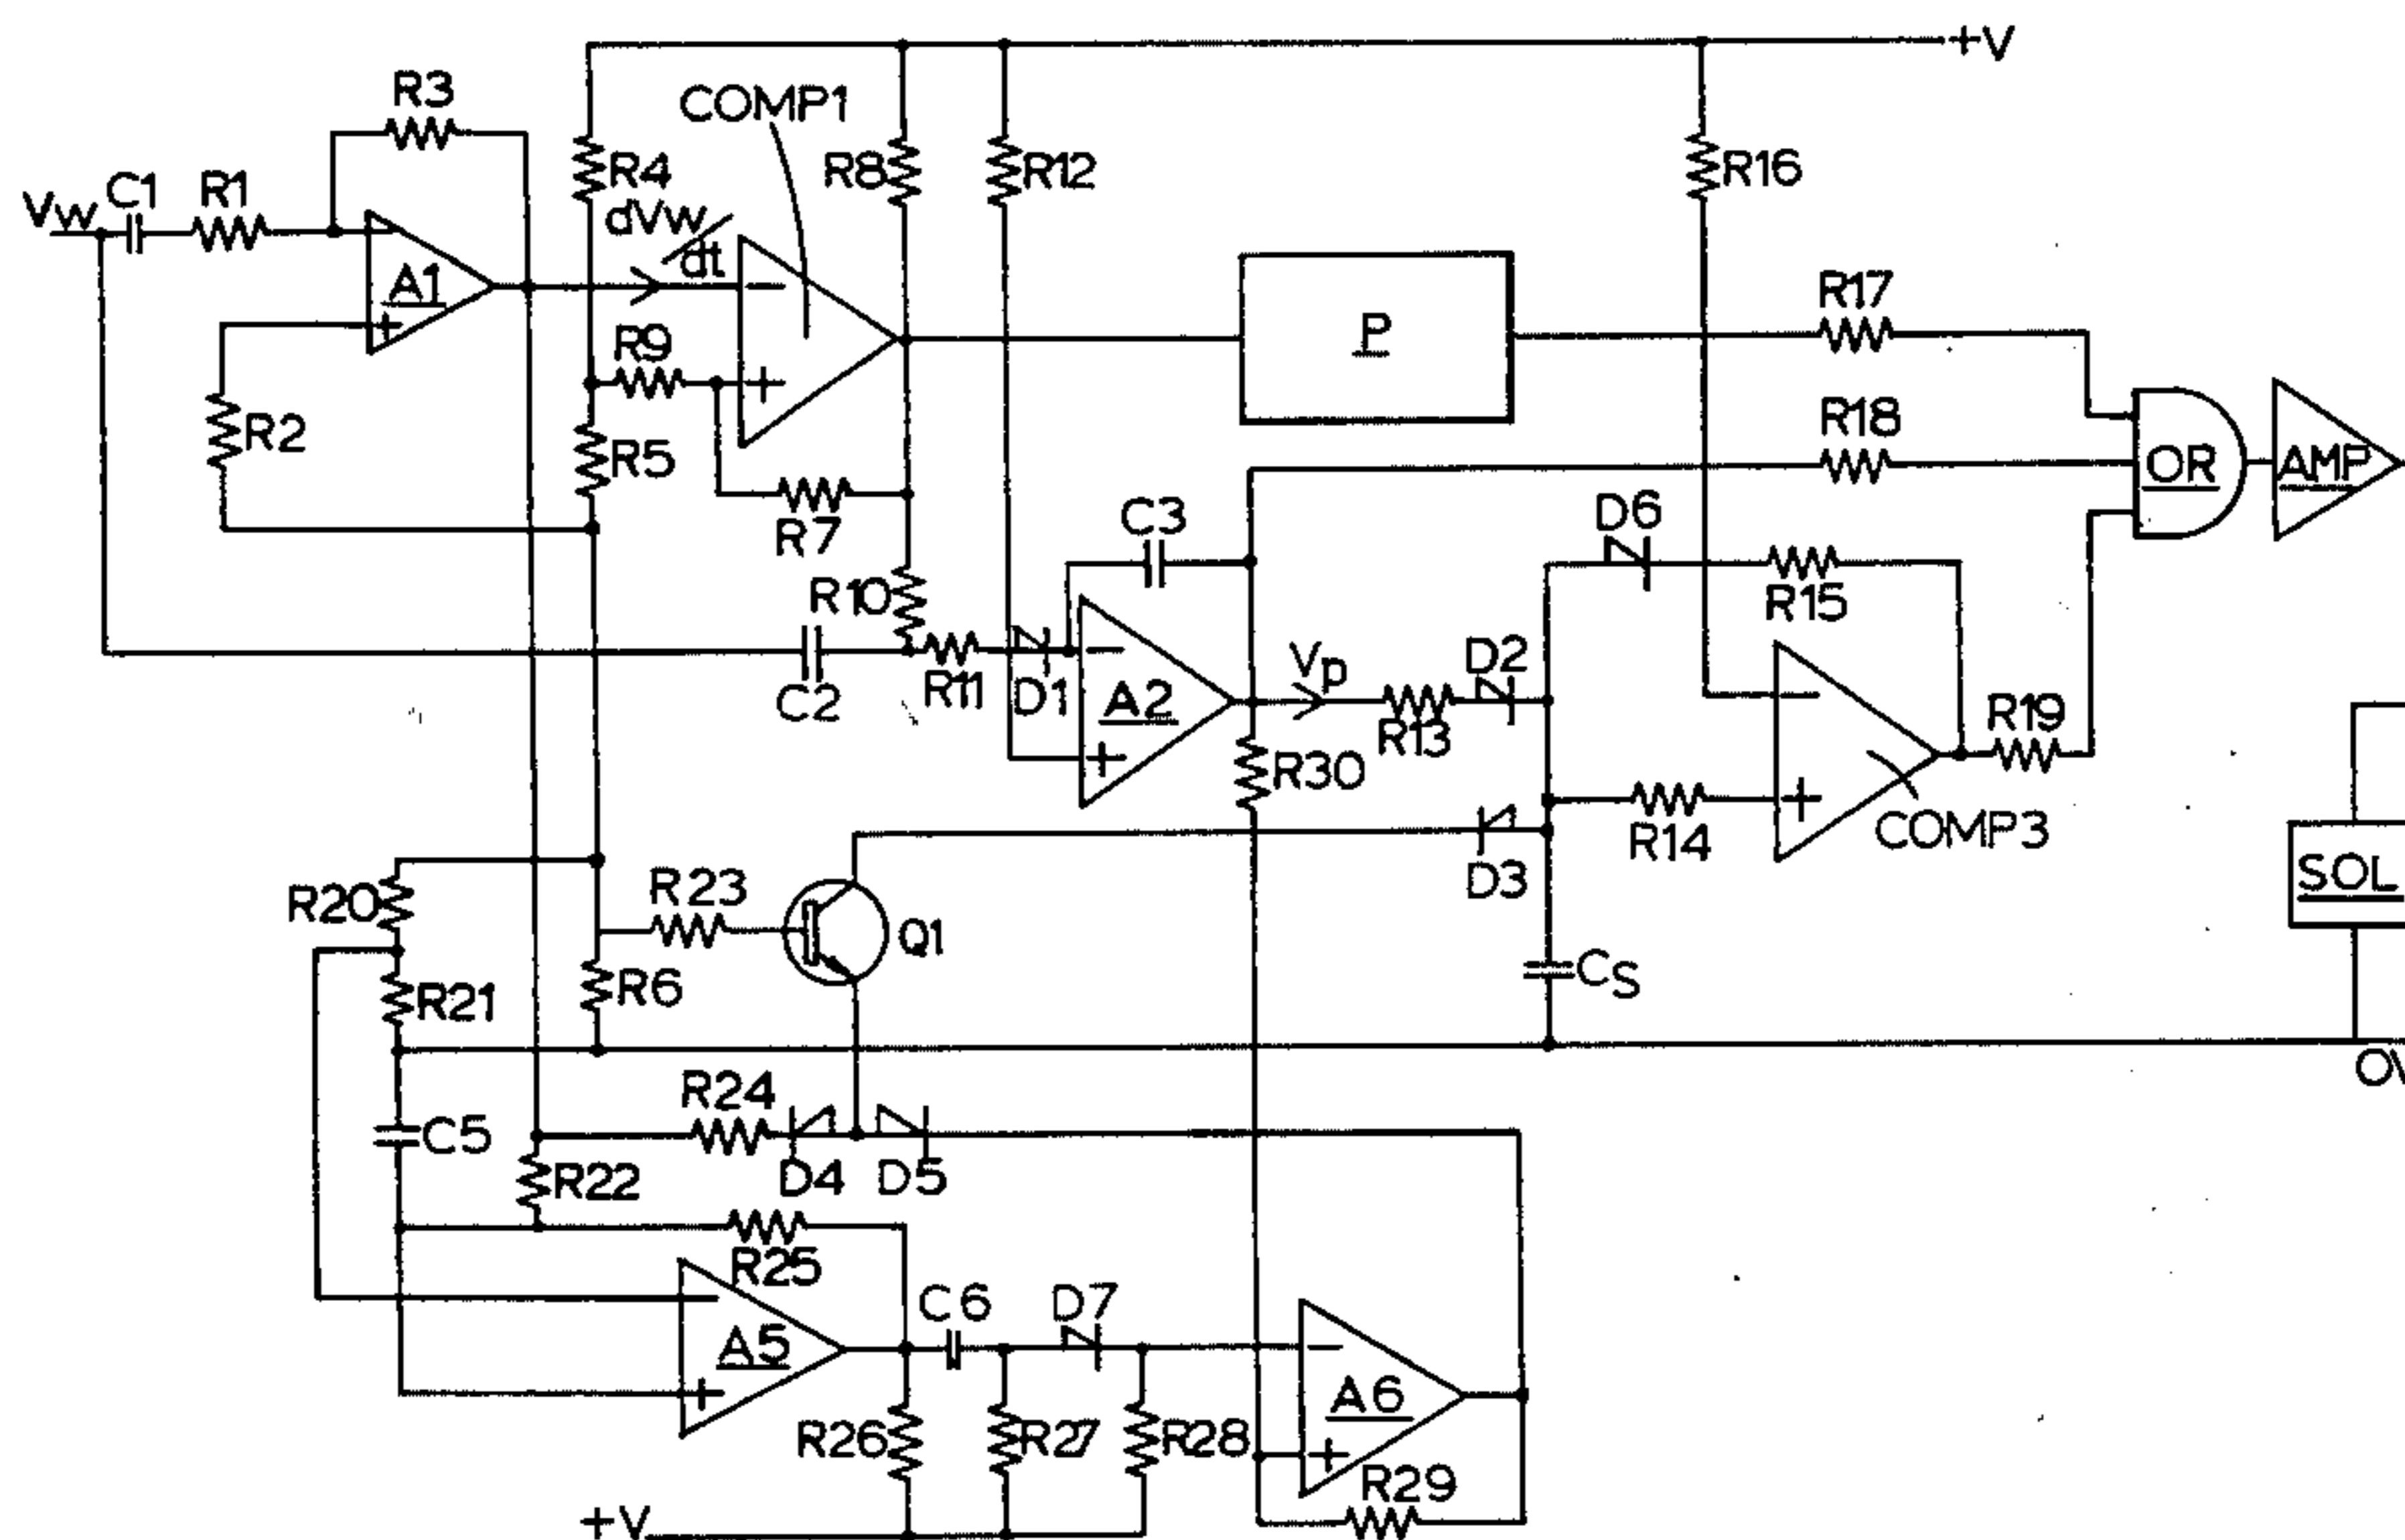 +V
R3
COMP1
C1
R1
R4
R8
R12
R16
Vw
dVw/dt
A1
+
−
R9
+
P
R17
R2
R5
R18
OR
AMP
R7
C3
D6
R10
R15
C2
R11
D1
−
A2
+
Vp
R13
D2
−
R19
R30
R14
+
COMP3
D3
SOL
R20
R23
Q1
R21
R6
CS
OV
R24
C5
D4
D5
R22
R25
C6
D7
−
A5
+
−
A6
+
R26
R27
R28
R29
+V